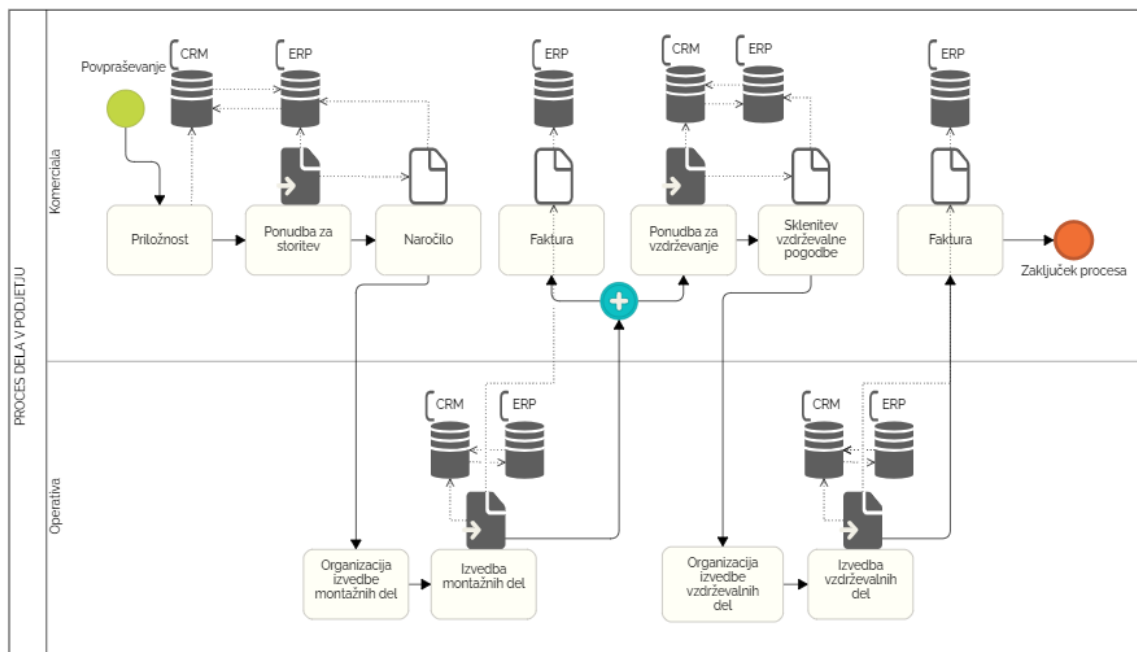 PROCES DELA V PODJETJU
Komerciala
Povpraševanje
CRM
ERP
ERP
CRM
ERP
ERP
Priložnost
Ponudba za
storitev
Naročilo
Faktura
Ponudba za
vzdrževanje
Sklenitev
vzdrževalne
pogodbe
Faktura
Zaključek procesa
Operativa
CRM
ERP
CRM
ERP
Organizacija
izvedbe
montažnih del
Izvedba
montažnih del
Organizacija
izvedbe
vzdrževalnih
del
Izvedba
vzdrževalnih
del